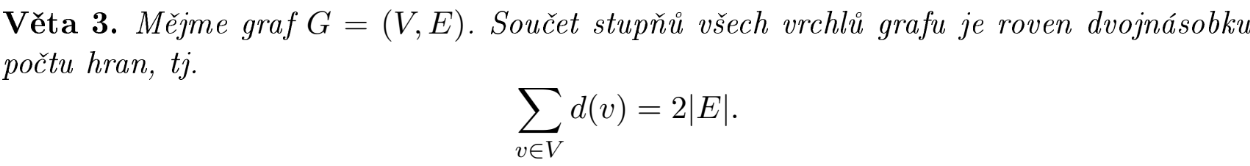 Věta 3. Mějme graf G = (V, E). Součet stupňů všech vrchlů grafu je roven dvojnásobku
počtu hran, tj.
∑_{v∈V} d(v) = 2|E|.